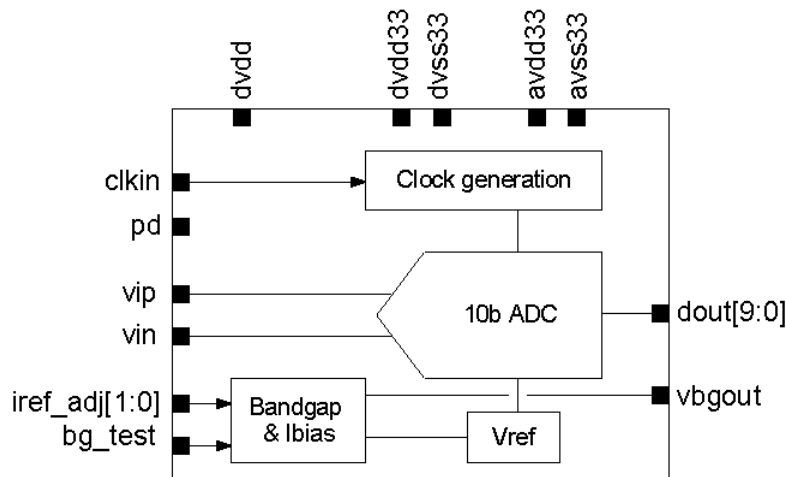 dvdd
dvdd33
dvss33
avdd33
avss33
clkin
Clock generation
pd
vip
vin
10b ADC
dout[9:0]
iref_adj[1:0]
bg_test
Bandgap
& Ibias
Vref
vbgout